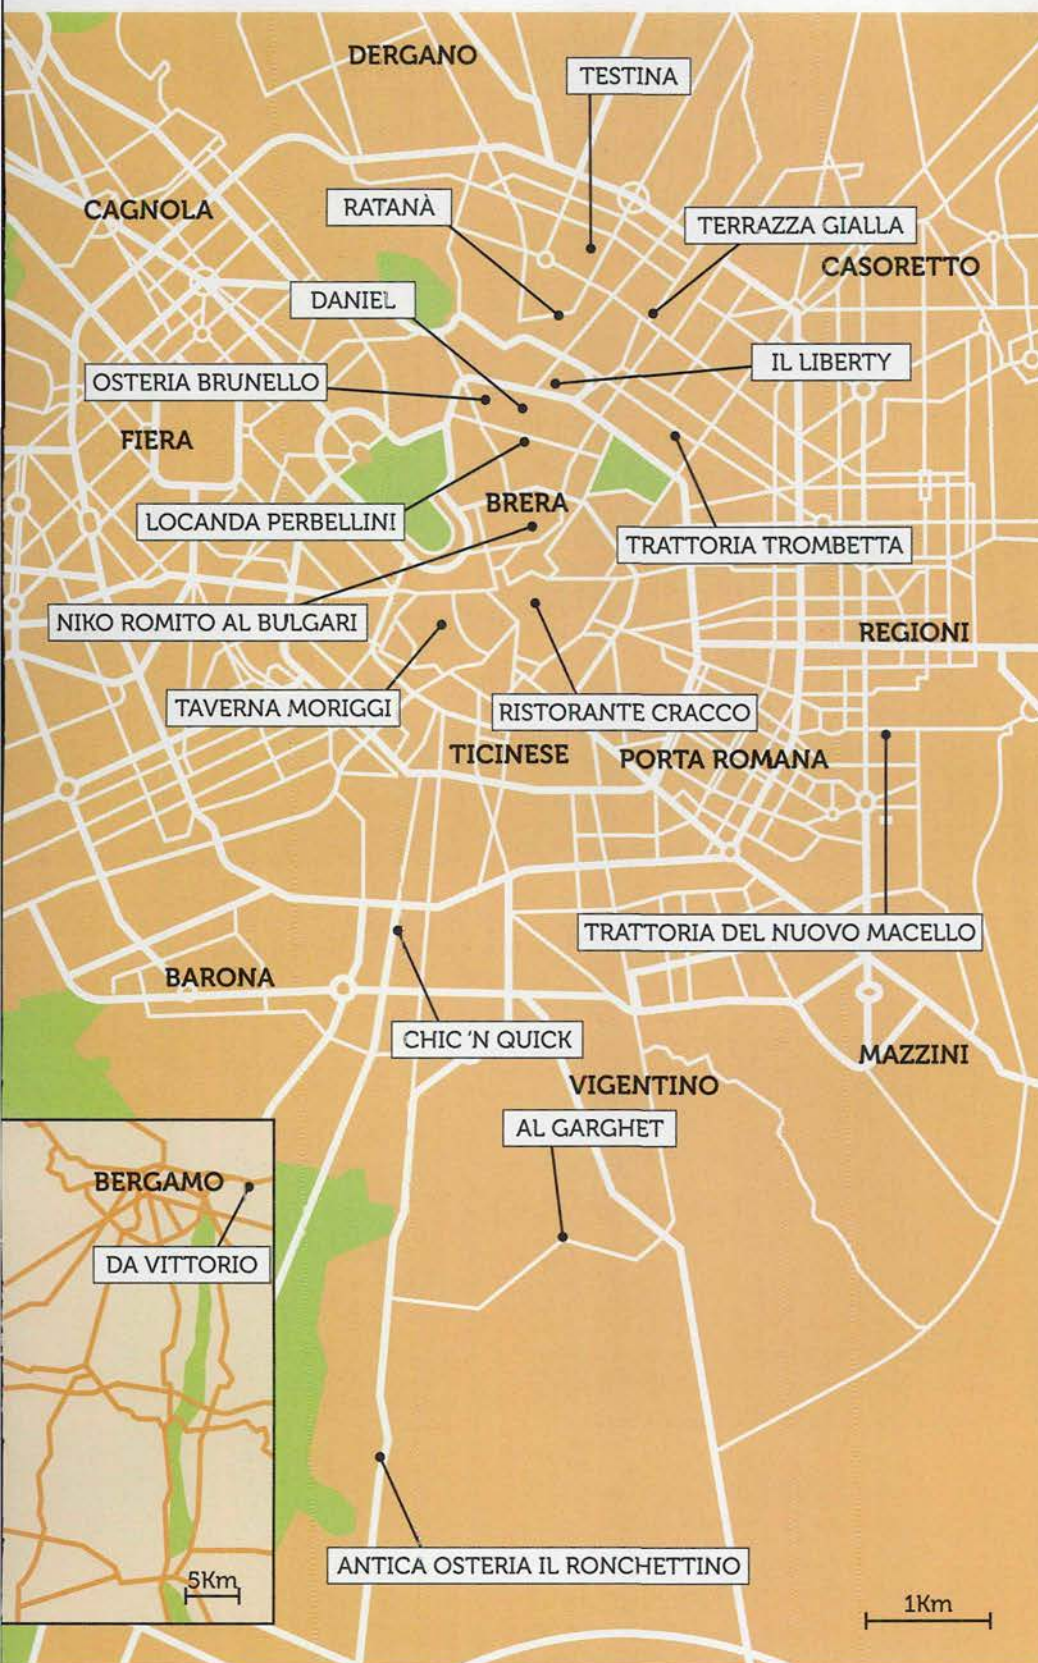 DERGANO
TESTINA
CAGNOLA
RATANÀ
TERRAZZA GIALLA
CASORETTO
DANIEL
IL LIBERTY
OSTERIA BRUNELLO
FIERA
BRERA
LOCANDA PERBELLINI
TRATTORIA TROMBETTA
NIKO ROMITO AL BULGARI
REGIONI
TAVERNA MORIGGI
RISTORANTE CRACCO
TICINESE
PORTA ROMANA
TRATTORIA DEL NUOVO MACELLO
BARONA
CHIC 'N QUICK
MAZZINI
VIGENTINO
AL GARGHET
BERGAMO
DA VITTORIO
ANTICA OSTERIA IL RONCHETTINO
5Km
1Km